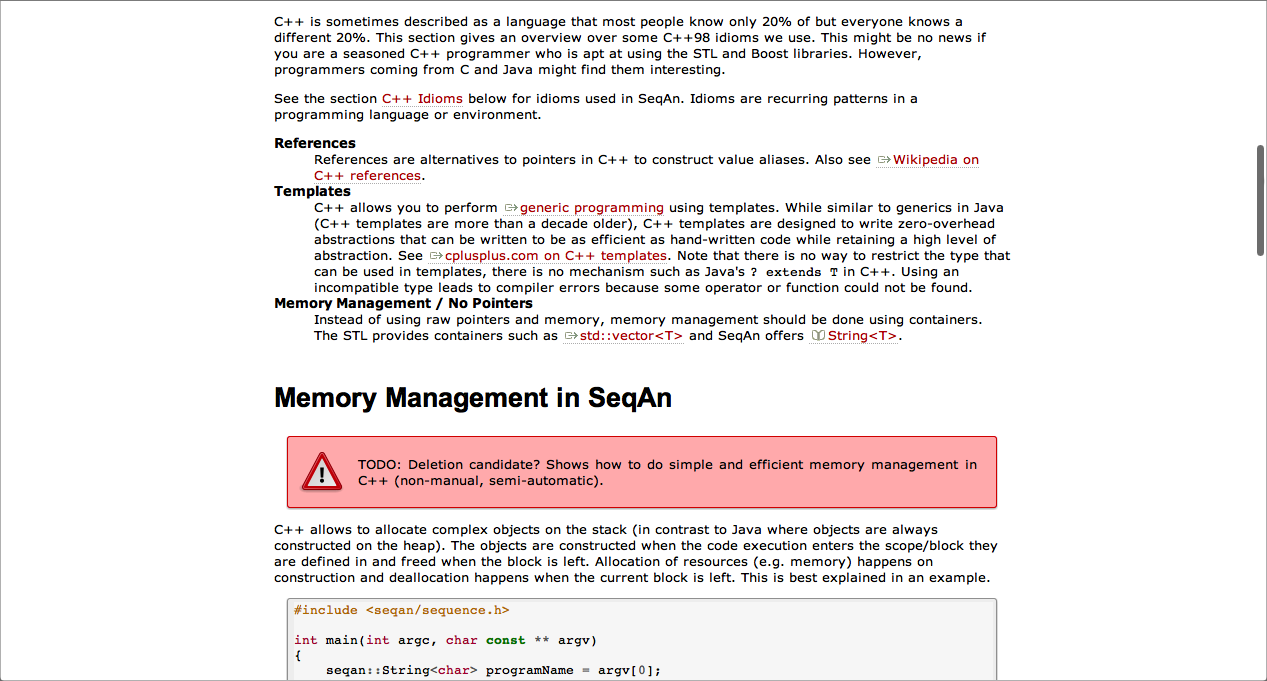 C++ is sometimes described as a language that most people know only 20% of but everyone knows a
different 20%. This section gives an overview over some C++98 idioms we use. This might be no news if
you are a seasoned C++ programmer who is apt at using the STL and Boost libraries. However,
programmers coming from C and Java might find them interesting.
See the section C++ Idioms below for idioms used in SeqAn. Idioms are recurring patterns in a
programming language or environment.
References
References are alternatives to pointers in C++ to construct value aliases. Also see Wikipedia on
C++ references.
Templates
C++ allows you to perform generic programming using templates. While similar to generics in Java
(C++ templates are more than a decade older), C++ templates are designed to write zero-overhead
abstractions that can be written to be as efficient as hand-written code while retaining a high level of
abstraction. See cplusplus.com on C++ templates. Note that there is no way to restrict the type that
can be used in templates, there is no mechanism such as Java's ? extends T in C++. Using an
incompatible type leads to compiler errors because some operator or function could not be found.
Memory Management / No Pointers
Instead of using raw pointers and memory, memory management should be done using containers.
The STL provides containers such as std::vector<T> and SeqAn offers String<T>.
Memory Management in SeqAn
TODO: Deletion candidate? Shows how to do simple and efficient memory management in
C++ (non-manual, semi-automatic).
C++ allows to allocate complex objects on the stack (in contrast to Java where objects are always
constructed on the heap). The objects are constructed when the code execution enters the scope/block they
are defined in and freed when the block is left. Allocation of resources (e.g. memory) happens on
construction and deallocation happens when the current block is left. This is best explained in an example.
#include <seqan/sequence.h>
int main(int argc, char const ** argv)
{
    seqan::String<char> programName = argv[0];